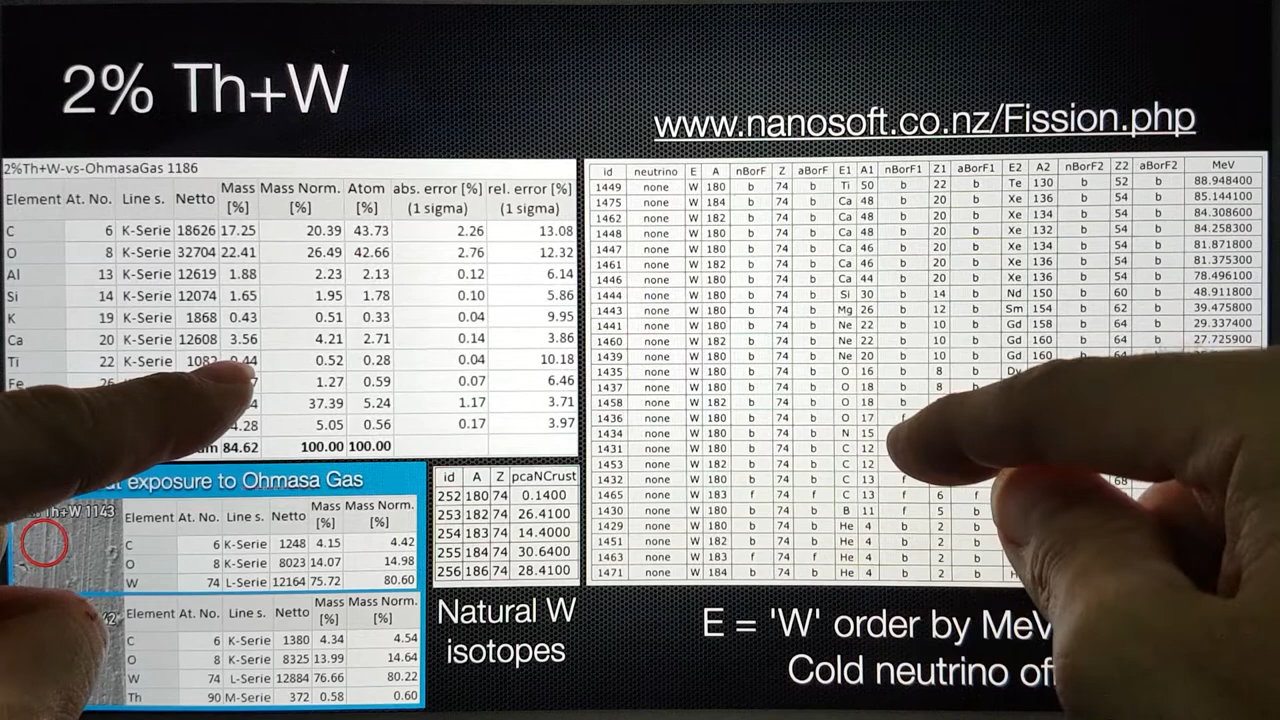 2% Th+W
www.nanosoft.co.nz/Fission.php
2%Th+W-vs-OhmasaGas 1186
Element At. No. Line s. Netto Mass [%] Mass Norm. [%] Atom [%] abs. error [%] (1 sigma) rel. error [%] (1 sigma)
C 6 K-Serie 18626 17.25 20.39 43.73 2.26 13.08
O 8 K-Serie 32704 22.41 26.49 42.66 2.76 12.32
Al 13 K-Serie 12619 1.88 2.23 2.13 0.12 6.14
Si 14 K-Serie 12074 1.65 1.95 1.78 0.10 5.86
K 19 K-Serie 1868 0.43 0.51 0.33 0.04 9.95
Ca 20 K-Serie 12608 3.56 4.21 2.71 0.14 3.86
Ti 22 K-Serie 0.52 0.28 0.04 10.18
Fe 26 1.27 0.59 0.07 6.46
37.39 5.24 1.17 3.71
4.28 5.05 0.56 0.17 3.97
84.62 100.00 100.00
exposure to Ohmasa Gas
Th+W 1143
Element At. No. Line s. Netto Mass [%] Mass Norm. [%]
C 6 K-Serie 1248 4.15 4.42
O 8 K-Serie 8023 14.07 14.98
W 74 L-Serie 12164 75.72 80.60
Element At. No. Line s. Netto Mass [%] Mass Norm. [%]
C 6 K-Serie 1380 4.34 4.54
O 8 K-Serie 8325 13.99 14.64
W 74 L-Serie 12884 76.66 80.22
Th 90 M-Serie 372 0.58 0.60
id A Z pcaNCrust
252 180 74 0.1400
253 182 74 26.4100
254 183 74 14.4000
255 184 74 30.6400
256 186 74 28.4100
Natural W
isotopes
id neutrino E A nBorF Z aBorF E1 A1 nBorF1 Z1 aBorF1 E2 A2 nBorF2 Z2 aBorF2 MeV
1449 none W 180 b 74 b Ti 50 b 22 b Te 130 b 52 b 88.948400
1475 none W 184 b 74 b Ca 48 b 20 b Xe 136 b 54 b 85.144100
1462 none W 182 b 74 b Ca 48 b 20 b Xe 134 b 54 b 84.308600
1448 none W 180 b 74 b Ca 48 b 20 b Xe 132 b 54 b 84.258300
1447 none W 180 b 74 b Ca 46 b 20 b Xe 134 b 54 b 81.871800
1461 none W 182 b 74 b Ca 46 b 20 b Xe 136 b 54 b 81.375300
1446 none W 180 b 74 b Ca 44 b 20 b Xe 136 b 54 b 78.496100
1444 none W 180 b 74 b Si 30 b 14 b Nd 150 b 60 b 48.911800
1443 none W 180 b 74 b Mg 26 b 12 b Sm 154 b 62 b 39.475800
1441 none W 180 b 74 b Ne 22 b 10 b Gd 158 b 64 b 29.337400
1460 none W 182 b 74 b Ne 22 b 10 b Gd 160 b 64 b 27.725900
1439 none W 180 b 74 b Ne 20 b 10 b Gd 160 64 b
1435 none W 180 b 74 b O 16 b 8 b Dy
1437 none W 180 b 74 b O 18 b 8 b
1458 none W 182 b 74 b O 18 b
1436 none W 180 b 74 b O 17 f
1434 none W 180 b 74 b N 15
1431 none W 180 b 74 b C 12
1453 none W 182 b 74 b C 12
1432 none W 180 b 74 b C 13 f 68
1465 none W 183 f 74 f C 13 f 6 f
1430 none W 180 b 74 b B 11 f 5
1429 none W 180 b 74 b He 4 b 2 b
1451 none W 182 b 74 b He 4 b 2 b
1463 none W 183 f 74 f He 4 b 2 b
1471 none W 184 b 74 b He 4 b 2 b
E = 'W' order by MeV
Cold neutrino of